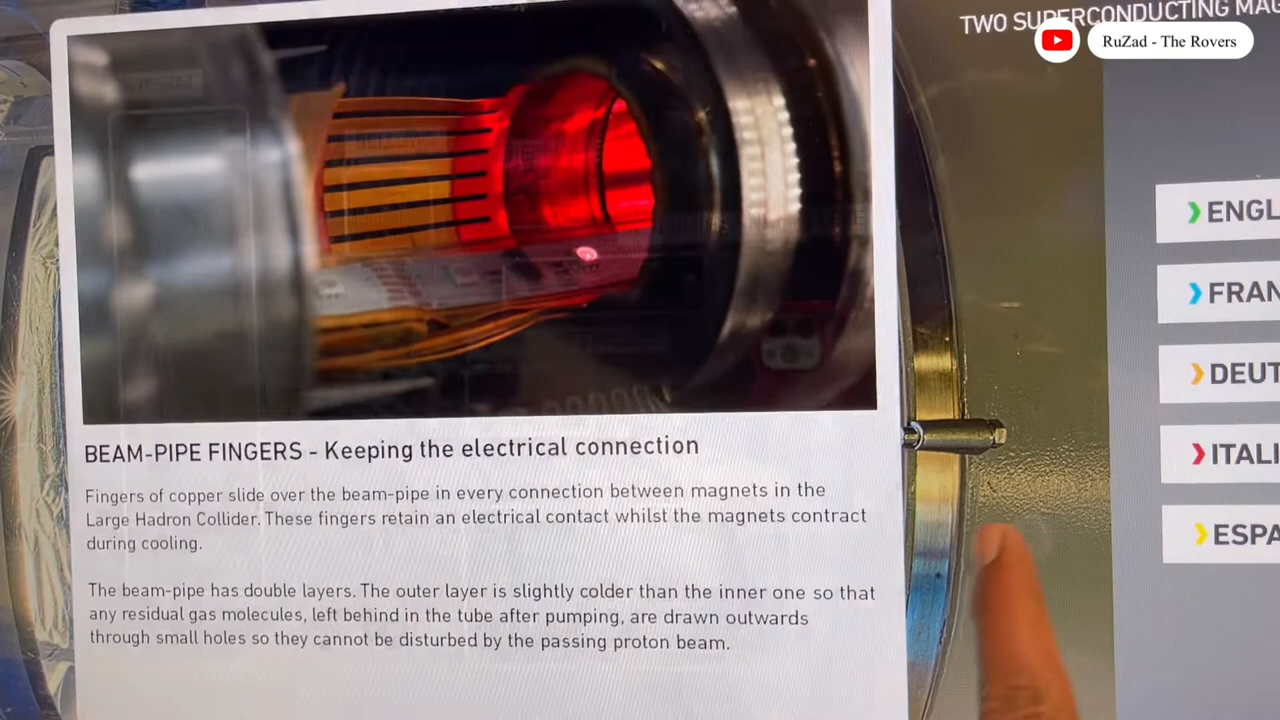 TWO SUPERCONDUCTING MAG
RuZad - The Rovers
BEAM-PIPE FINGERS - Keeping the electrical connection
Fingers of copper slide over the beam-pipe in every connection between magnets in the
Large Hadron Collider. These fingers retain an electrical contact whilst the magnets contract
during cooling.
The beam-pipe has double layers. The outer layer is slightly colder than the inner one so that
any residual gas molecules, left behind in the tube after pumping, are drawn outwards
through small holes so they cannot be disturbed by the passing proton beam.
ENGL
FRAN
DEUT
ITALI
ESPA